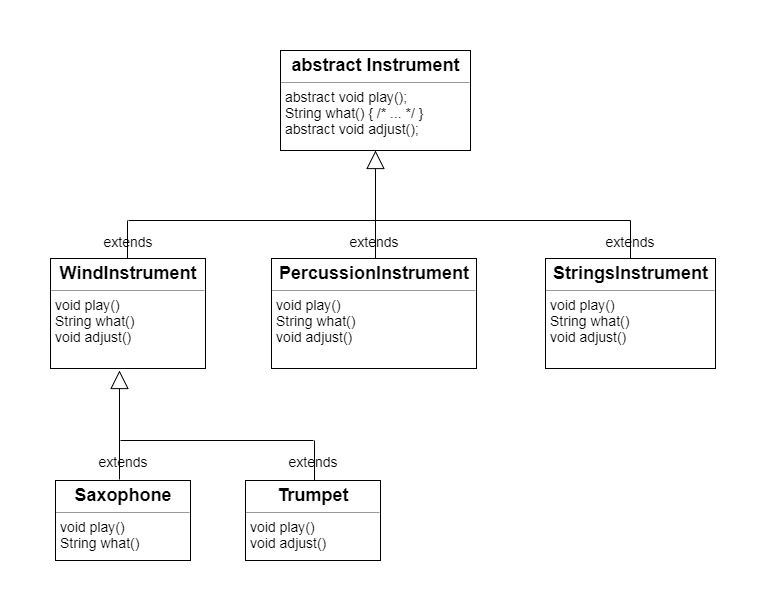 abstract Instrument
abstract void play();
String what() { /* ... */ }
abstract void adjust();
extends
extends
extends
WindInstrument
void play()
String what()
void adjust()
PercussionInstrument
void play()
String what()
void adjust()
StringsInstrument
void play()
String what()
void adjust()
extends
extends
Saxophone
void play()
String what()
Trumpet
void play()
void adjust()